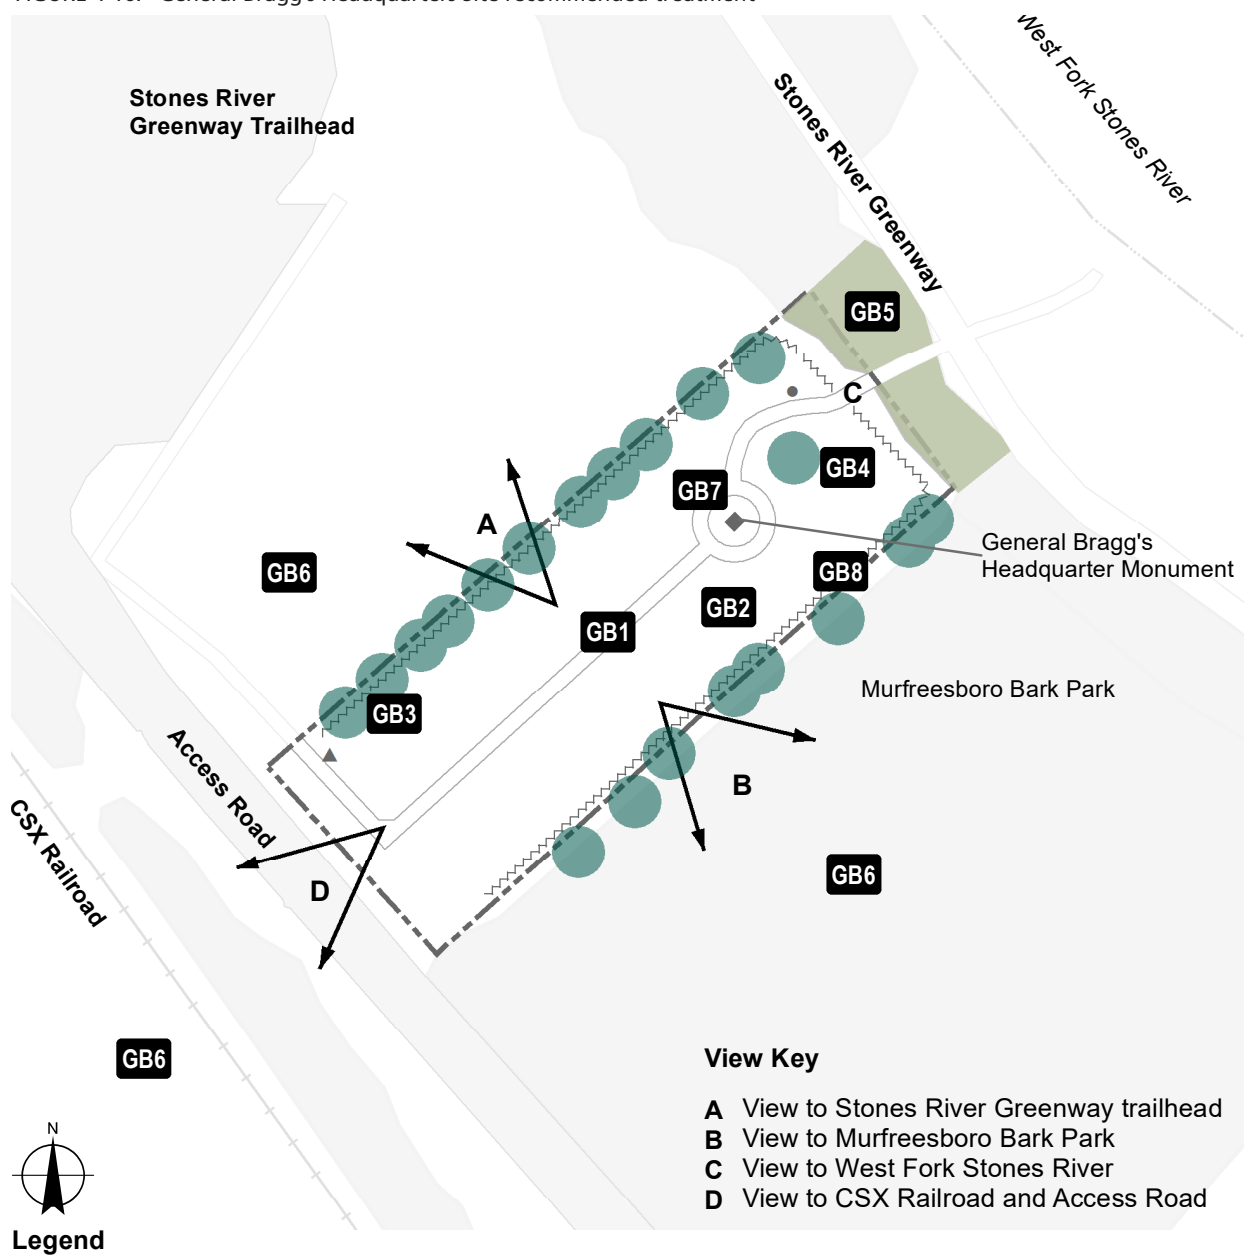 Stones River
Greenway Trailhead
Stones River Greenway
West Fork Stones River
GB5
C
GB4
GB7
A
General Bragg's
Headquarter Monument
GB6
GB8
GB2
GB1
Murfreesboro Bark Park
GB3
Access Road
B
CSX Railroad
D
GB6
GB6
View Key
A View to Stones River Greenway trailhead
B View to Murfreesboro Bark Park
C View to West Fork Stones River
D View to CSX Railroad and Access Road
N
Legend